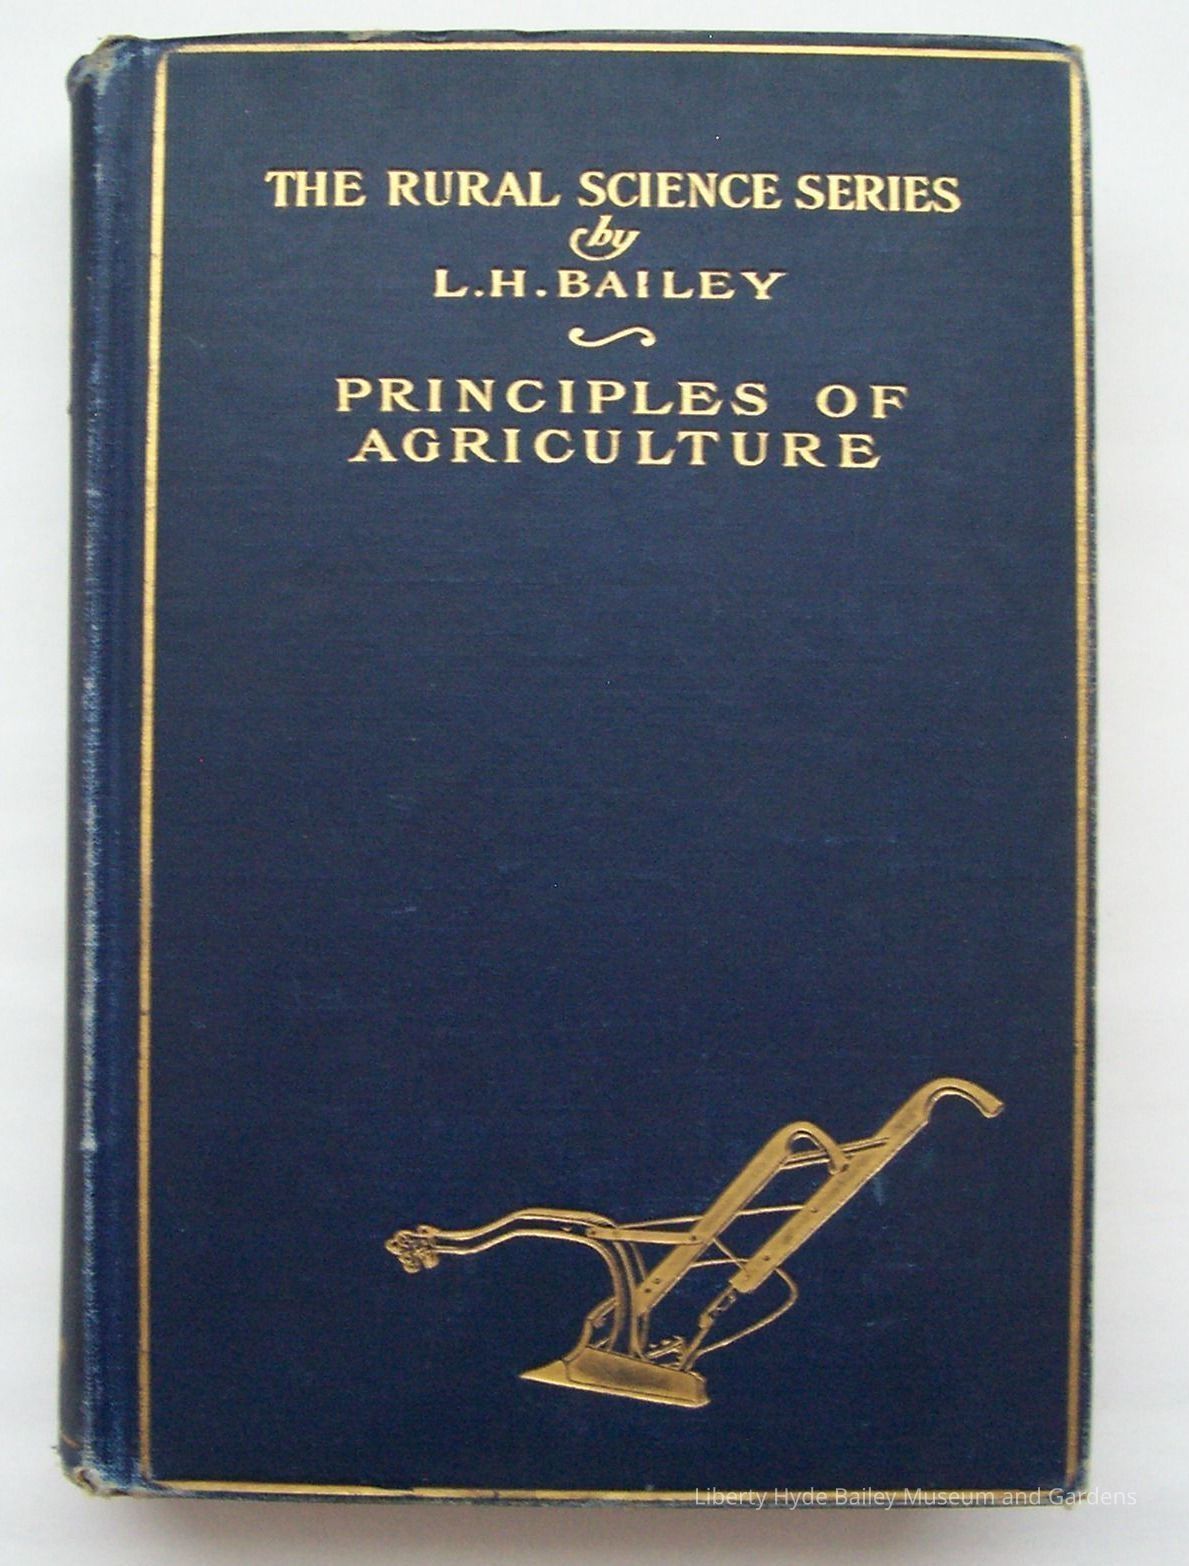 THE RURAL SCIENCE SERIES
by
L.H.BAILEY
PRINCIPLES OF
AGRICULTURE
Liberty Hyde Bailey Museum and Gardens